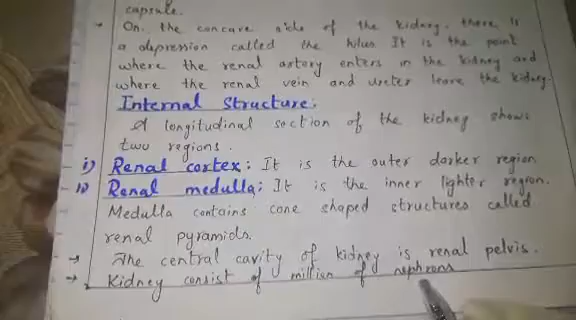 capsule.
→ On the concave side of the kidney. there is
a depression called the hilus It is the point
where the renal artery enters in the kidney and
where the renal vein and ureter leave the kidney.
Internal Structure:
A longitudinal section of the kidney shows
two regions.
i) Renal cortex: It is the outer darker region
ii) Renal medulla: It is the inner lighter region.
Medulla contains cone shaped structures called
renal pyramids.
→ The central cavity of kidney is renal pelvis.
→ Kidney consist of million of nephrons